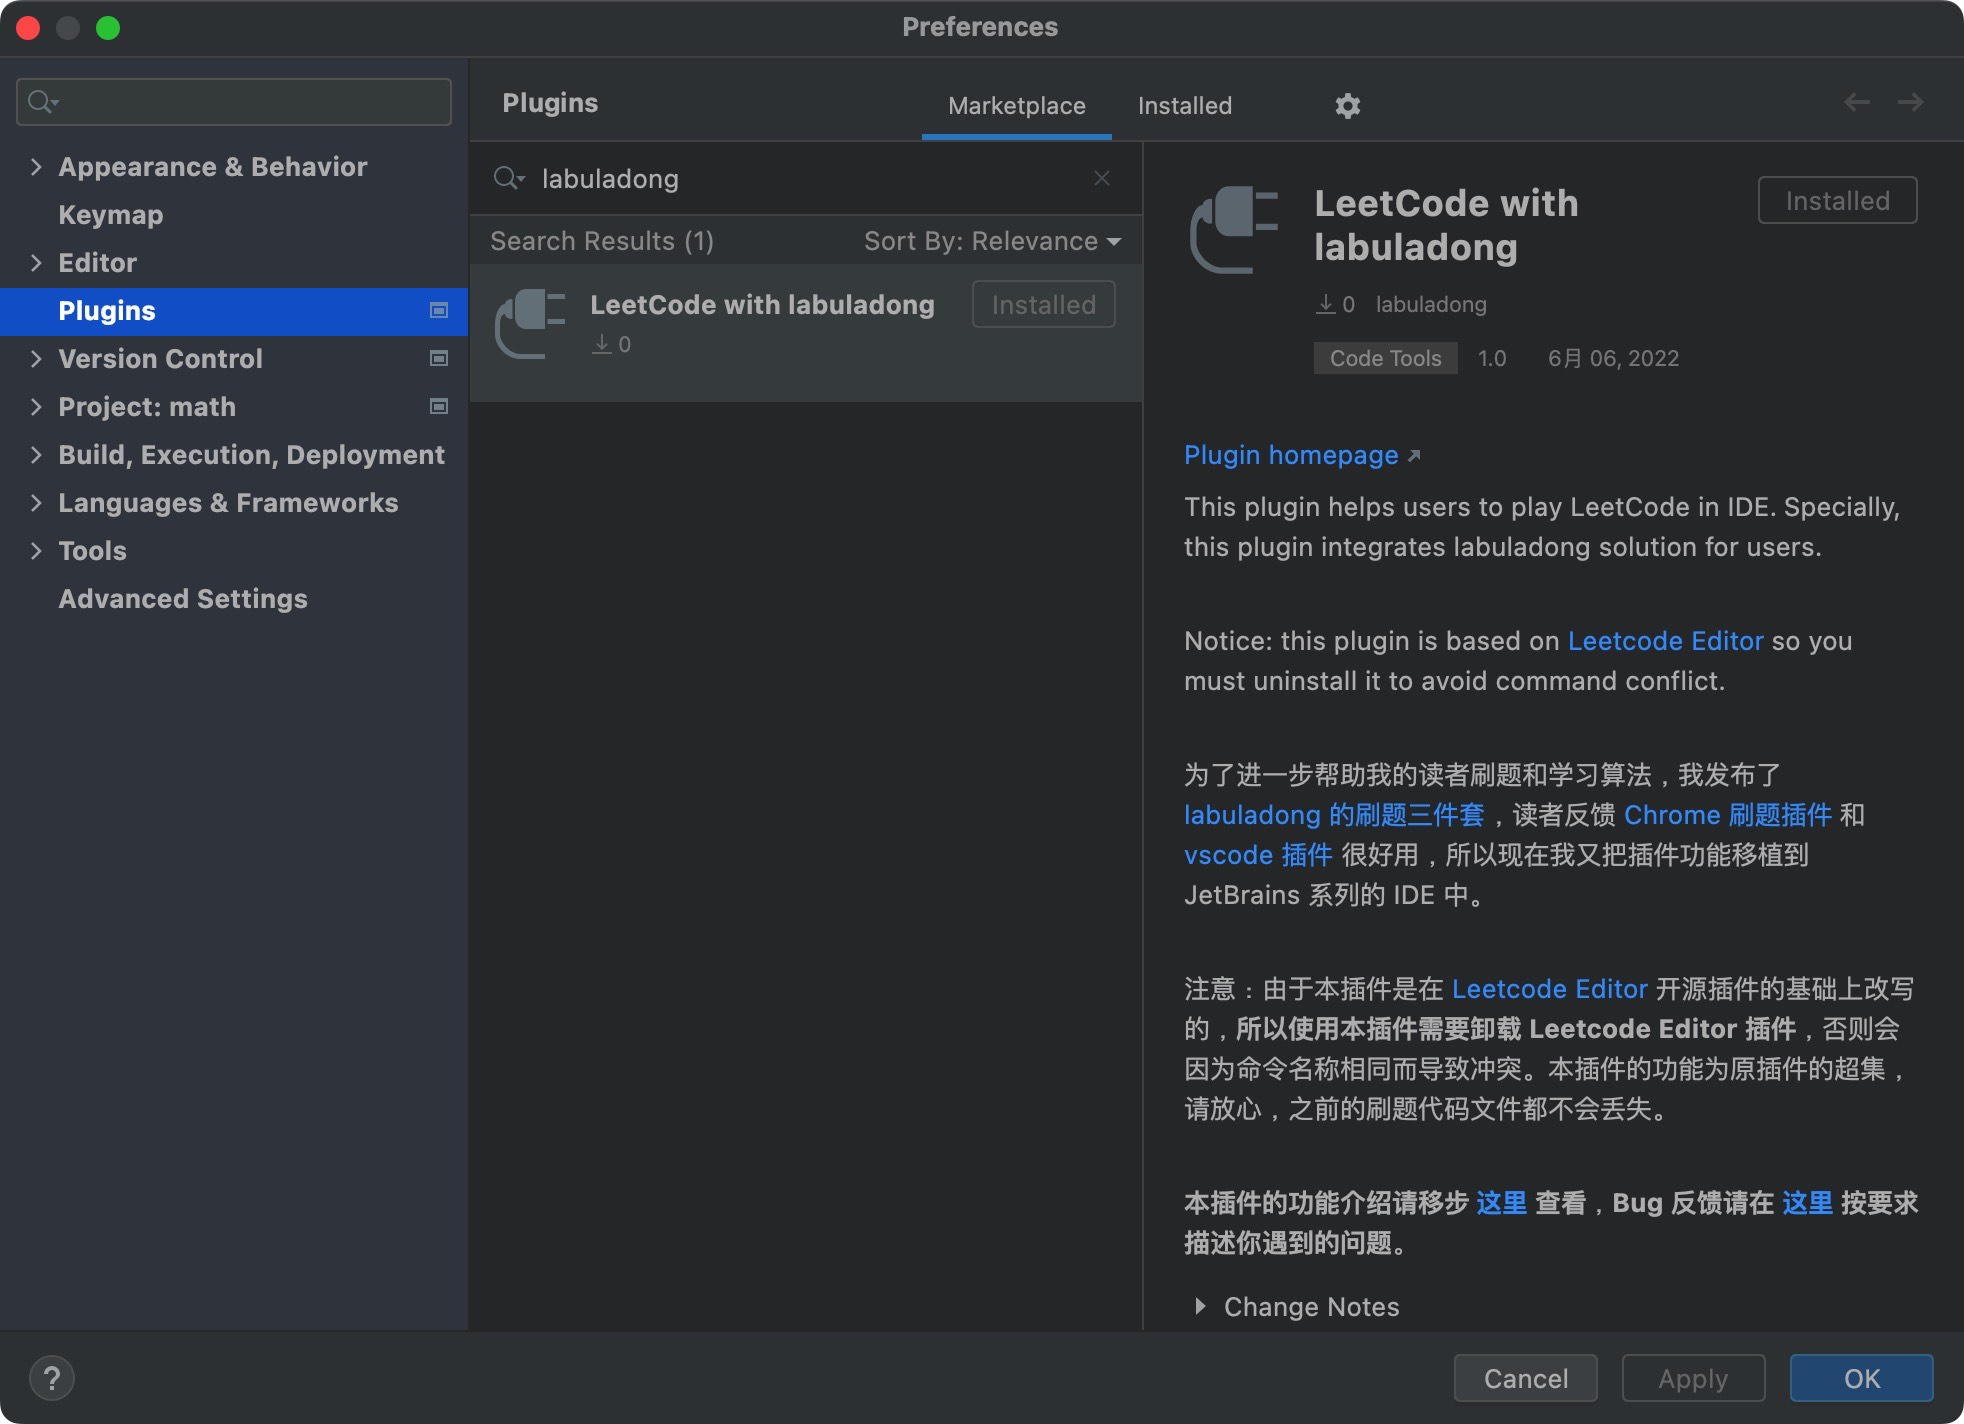 Preferences
Appearance & Behavior
Keymap
Editor
Plugins
Version Control
Project: math
Build, Execution, Deployment
Languages & Frameworks
Tools
Advanced Settings
Plugins
Marketplace
Installed
labuladong
Search Results (1)
Sort By: Relevance
LeetCode with labuladong
Installed
0
LeetCode with
labuladong
Installed
0 labuladong
Code Tools 1.0 6月 06, 2022
Plugin homepage
This plugin helps users to play LeetCode in IDE. Specially,
this plugin integrates labuladong solution for users.
Notice: this plugin is based on Leetcode Editor so you
must uninstall it to avoid command conflict.
为了进一步帮助我的读者刷题和学习算法，我发布了
labuladong 的刷题三件套，读者反馈 Chrome 刷题插件 和
vscode 插件 很好用，所以现在我又把插件功能移植到
JetBrains 系列的 IDE 中。
注意：由于本插件是在 Leetcode Editor 开源插件的基础上改写
的，所以使用本插件需要卸载 Leetcode Editor 插件，否则会
因为命令名称相同而导致冲突。本插件的功能为原插件的超集，
请放心，之前的刷题代码文件都不会丢失。
本插件的功能介绍请移步 这里 查看，Bug 反馈请在 这里 按要求
描述你遇到的问题。
Change Notes
?
Cancel
Apply
OK